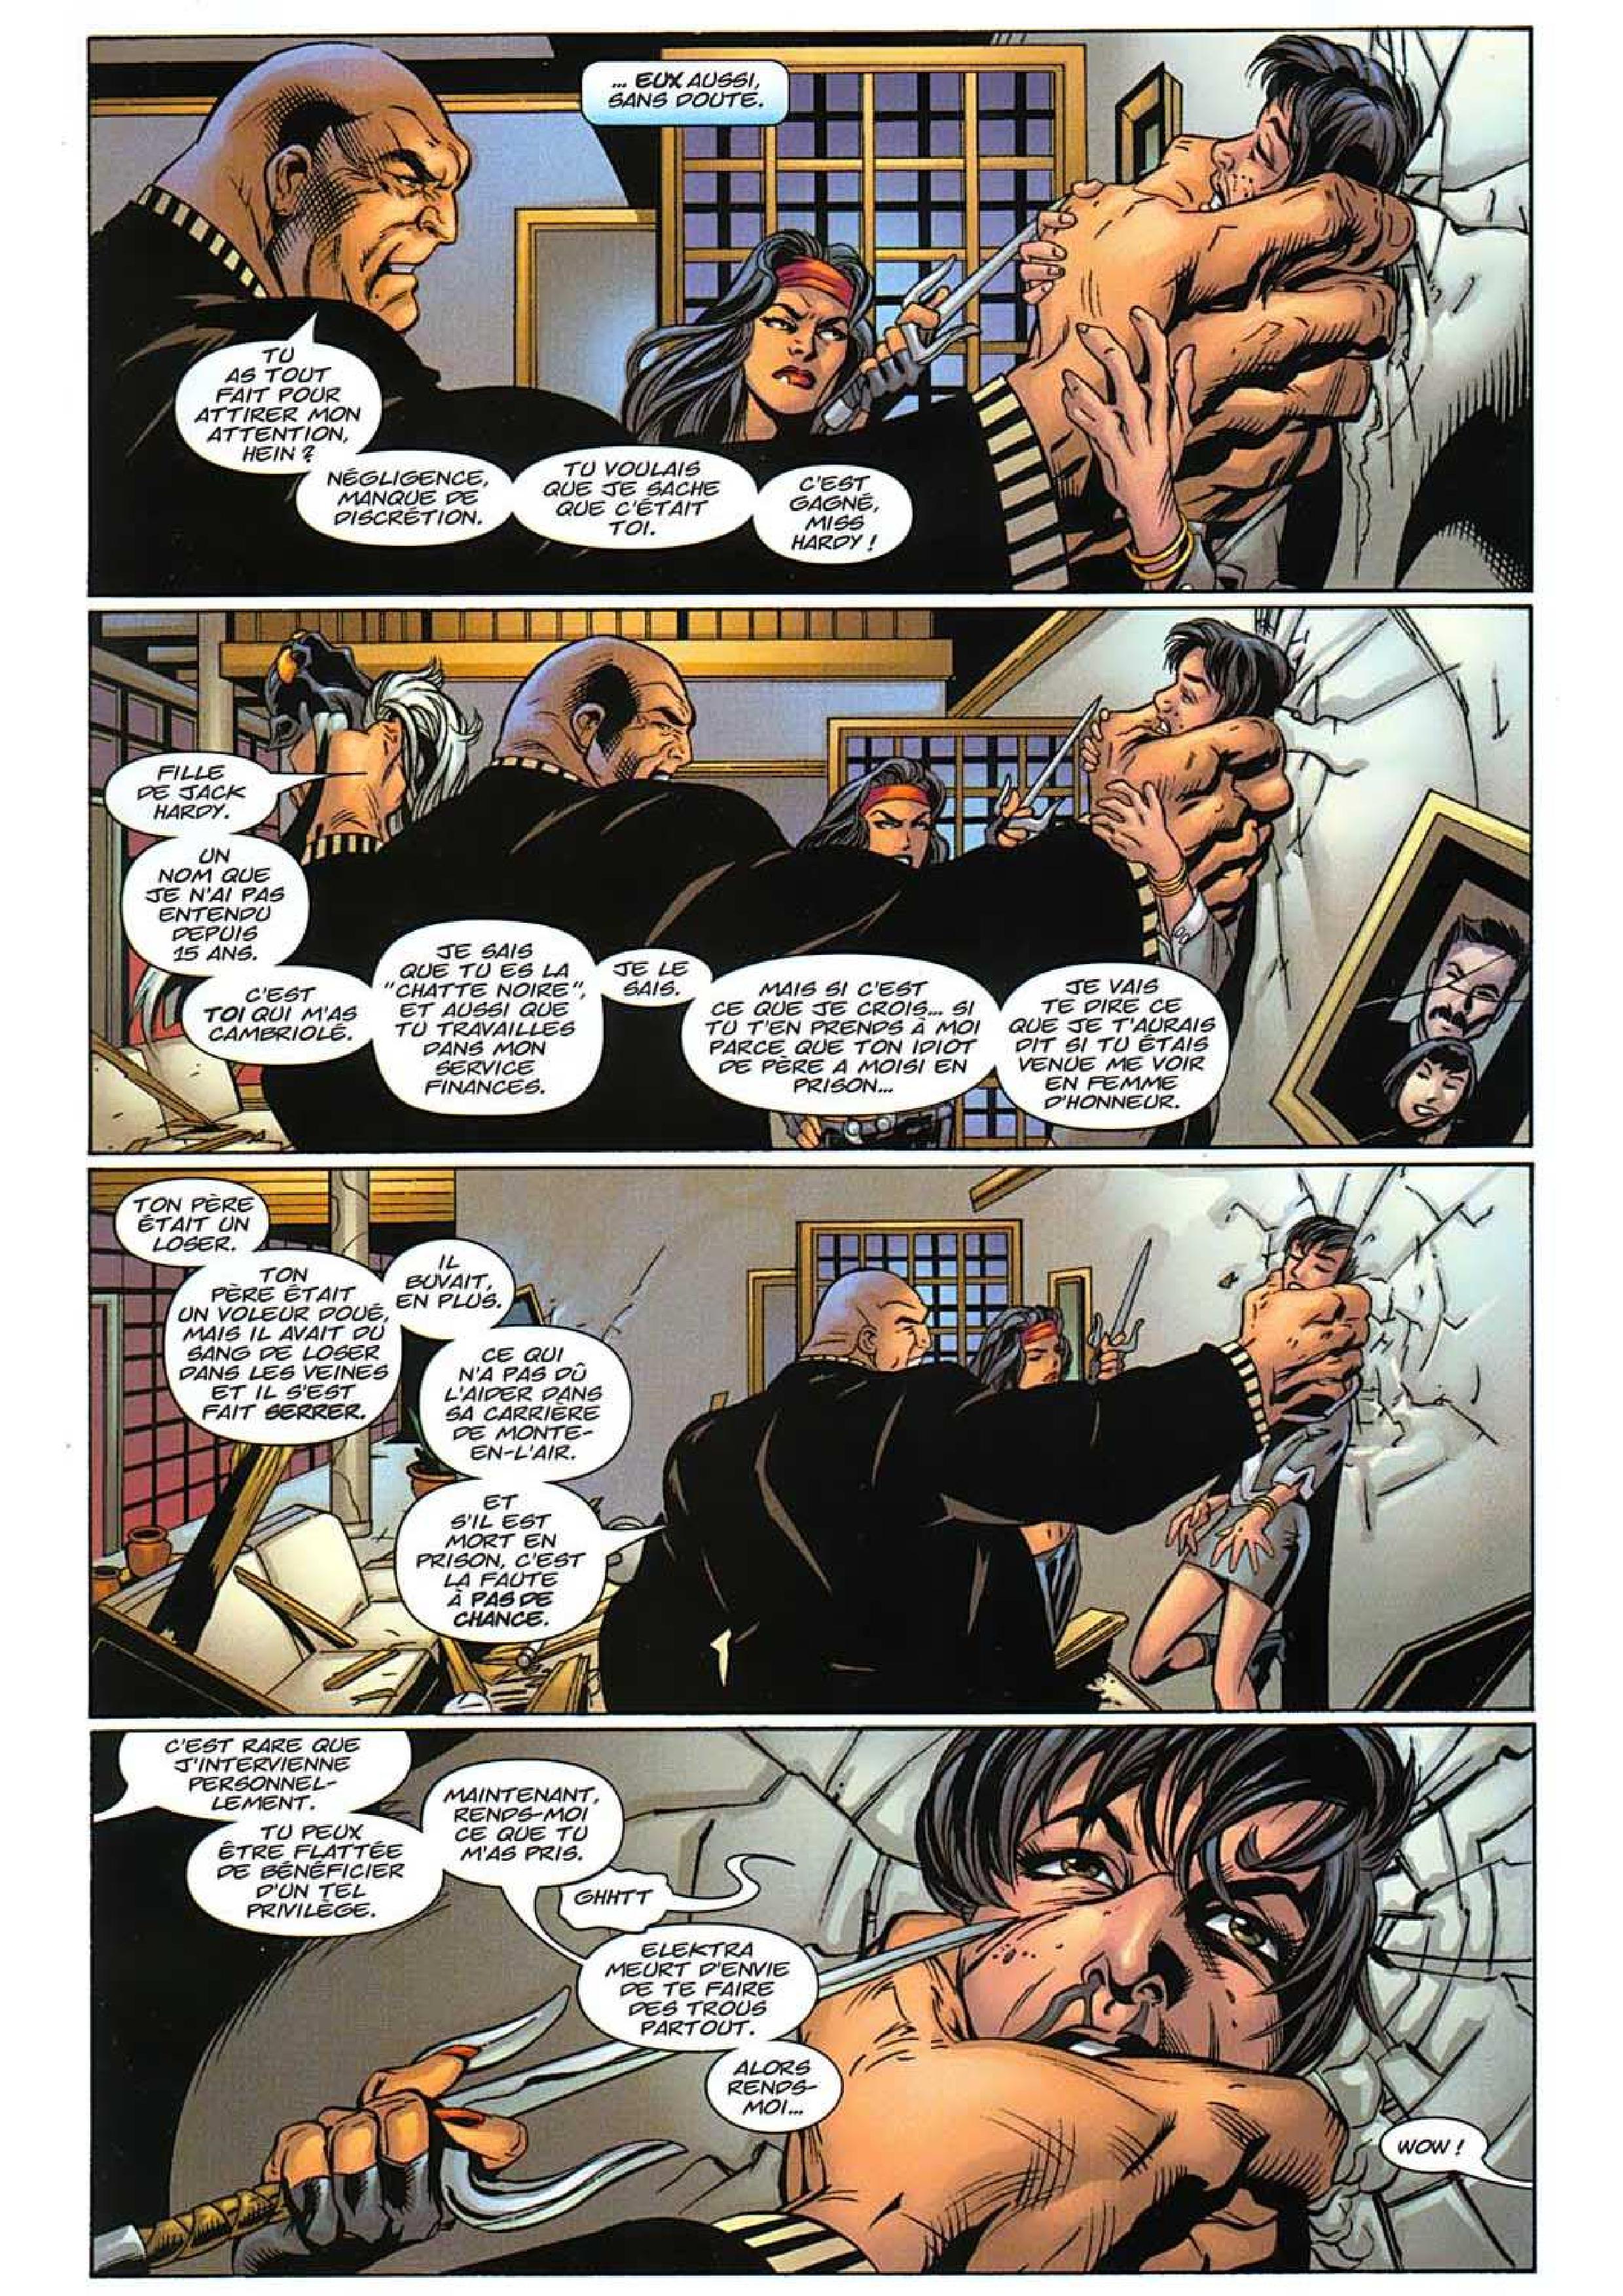 ... EUX AUSSI,
SANS DOUTE.
TU
AS TOUT
FAIT POUR
ATTIRER MON
ATTENTION,
HEIN ?
NÉGLIGENCE,
MANQUE DE
DISCRÉTION.
TU VOULAIS
QUE JE SACHE
QUE C'ÉTAIT
TOI.
C'EST
GAGNÉ,
MISS
HARDY !
FILLE
DE JACK
HARDY.
UN
NOM QUE
JE N'AI PAS
ENTENDU
DEPUIS
15 ANS.
C'EST
TOI QUI M'AS
CAMBRIOLÉ.
JE SAIS
QUE TU ES LA
"CHATTE NOIRE",
ET AUSSI QUE
TU TRAVAILLES
DANS MON
SERVICE
FINANCES.
JE LE
SAIS.
MAIS SI C'EST
CE QUE JE CROIS... SI
TU T'EN PRENDS À MOI
PARCE QUE TON IDIOT
DE PÈRE A MOISI EN
PRISON...
JE VAIS
TE DIRE CE
QUE JE T'AURAIS
DIT SI TU ÉTAIS
VENUE ME VOIR
EN FEMME
D'HONNEUR.
TON PÈRE
ÉTAIT UN
LOSER.
TON
PÈRE ÉTAIT
UN VOLEUR DOUÉ,
MAIS IL AVAIT DU
SANG DE LOSER
DANS LES VEINES
ET IL S'EST
FAIT SERRER.
IL
BUVAIT,
EN PLUS.
CE QUI
N'A PAS DÛ
L'AIDER DANS
SA CARRIÈRE
DE MONTE-
EN-L'AIR.
ET
S'IL EST
MORT EN
PRISON, C'EST
LA FAUTE
À PAS DE
CHANCE.
C'EST RARE QUE
J'INTERVIENNE
PERSONNEL-
LEMENT.
TU PEUX
ÊTRE FLATTÉE
DE BÉNÉFICIER
D'UN TEL
PRIVILÈGE.
MAINTENANT,
RENDS-MOI
CE QUE TU
M'AS PRIS.
GHHTT
ELEKTRA
MEURT D'ENVIE
DE TE FAIRE
DES TROUS
PARTOUT.
ALORS
RENDS-
MOI...
WOW !